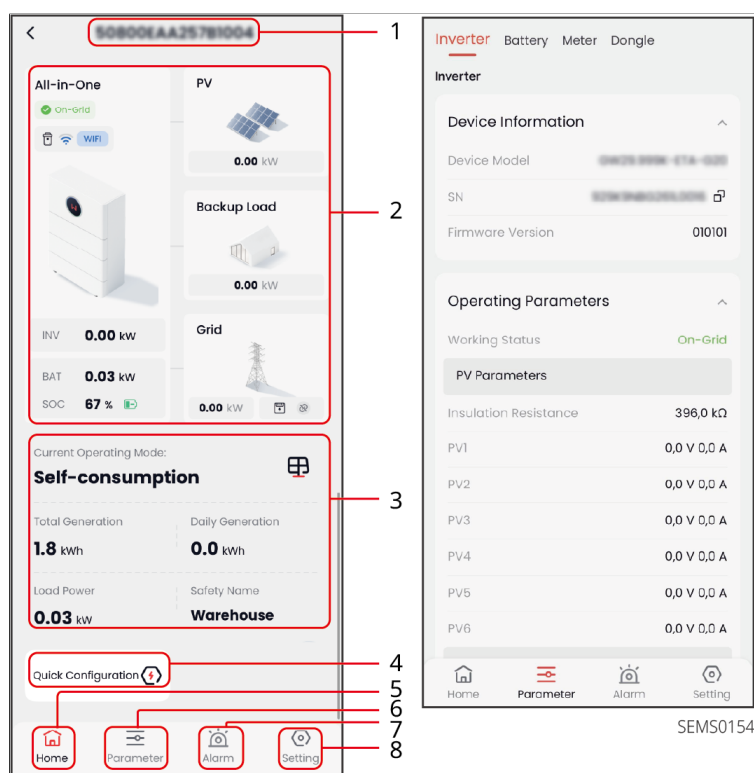 1
All-in-One
On-Grid
WIFI
INV 0.00 kW
BAT 0.03 kW
SOC 67 %
PV
0.00 kW
Backup Load
0.00 kW
Grid
0.00 kW
2
Current Operating Mode:
Self-consumption
Total Generation
1.8 kWh
Daily Generation
0.0 kWh
Load Power
0.03 kW
Safety Name
Warehouse
3
Quick Configuration
4
5
6
7
8
Home Parameter Alarm Setting
Inverter Battery Meter Dongle
Inverter
Device Information
Device Model
SN
Firmware Version 010101
Operating Parameters
Working Status On-Grid
PV Parameters
Insulation Resistance 396,0 kΩ
PV1 0,0 V 0,0 A
PV2 0,0 V 0,0 A
PV3 0,0 V 0,0 A
PV4 0,0 V 0,0 A
PV5 0,0 V 0,0 A
PV6 0,0 V 0,0 A
Home Parameter Alarm Setting
SEMS0154